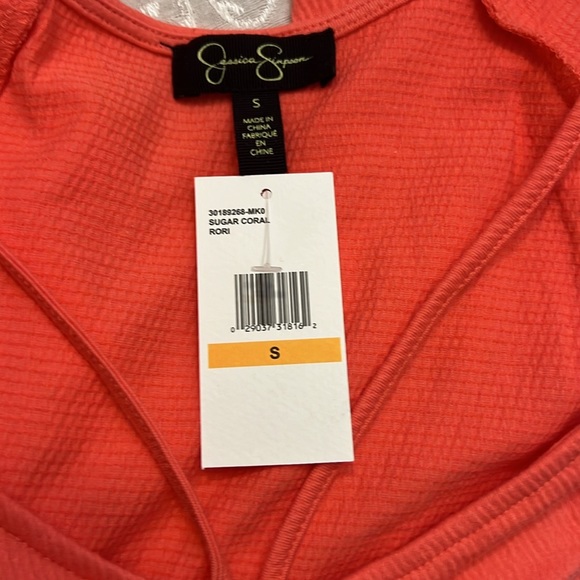 Jessica Simpson
S
MADE IN
CHINA
FABRIQUÉ
EN
CHINE
30189268-MK0
SUGAR CORAL
RORI
0 29037 31816 2
S